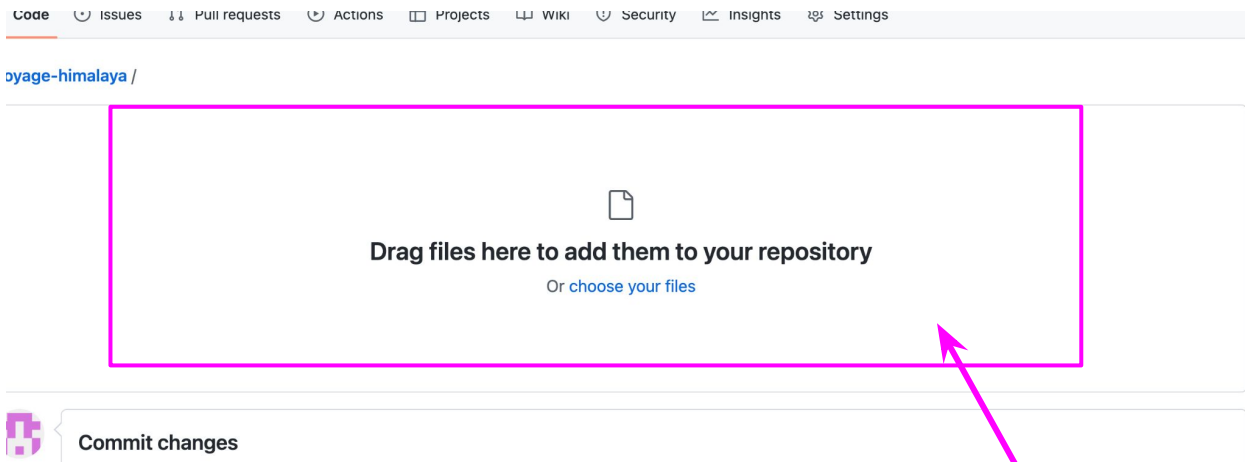 Code Issues Pull requests Actions Projects Wiki Security Insights Settings
oyage-himalaya /
Drag files here to add them to your repository
Or choose your files
Commit changes